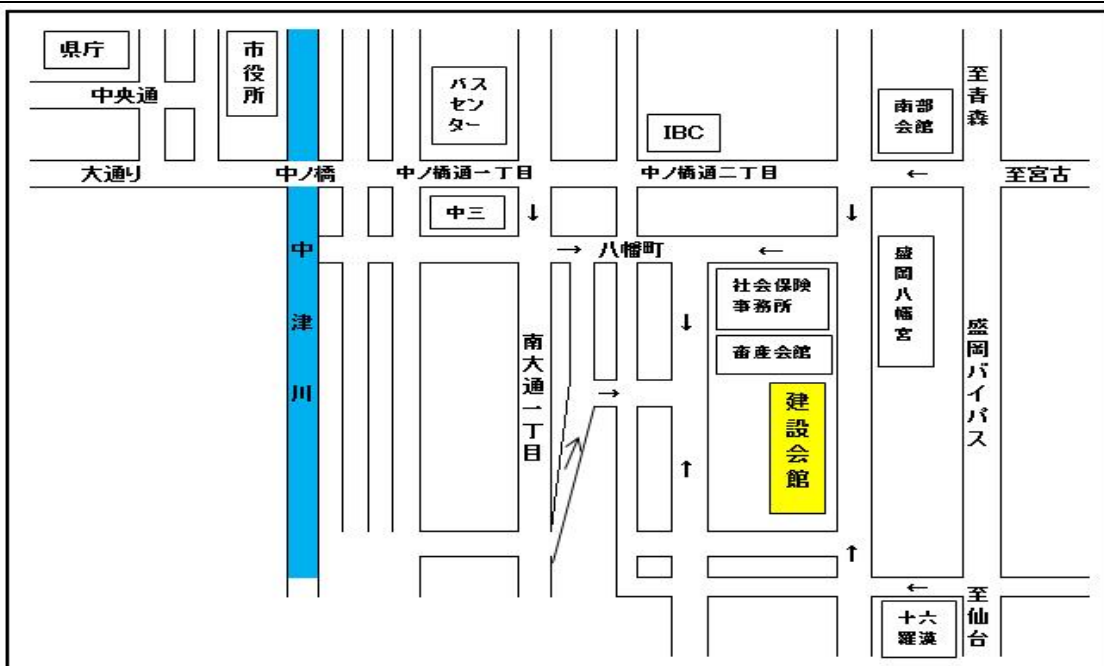 県庁
市役所
中央通
バス
セン
ター
IBC
南部
会館
至青森
大通り
中ノ橋
中ノ橋通一丁目
中ノ橋通二丁目
←
至宮古
中三
↓
↓
中津川
→
八幡町
←
盛岡八幡宮
社会保険
事務所
畜産会館
↓
南大通一丁目
→
建設会館
盛岡バイパス
↑
↑
←
至仙台
十六
羅漢